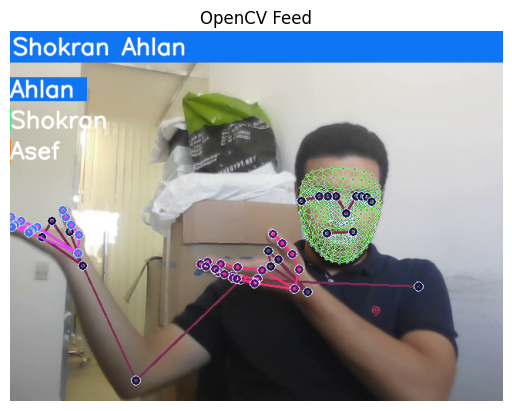 OpenCV Feed
Shokran Ahlan
Ahlan
Shokran
Asef